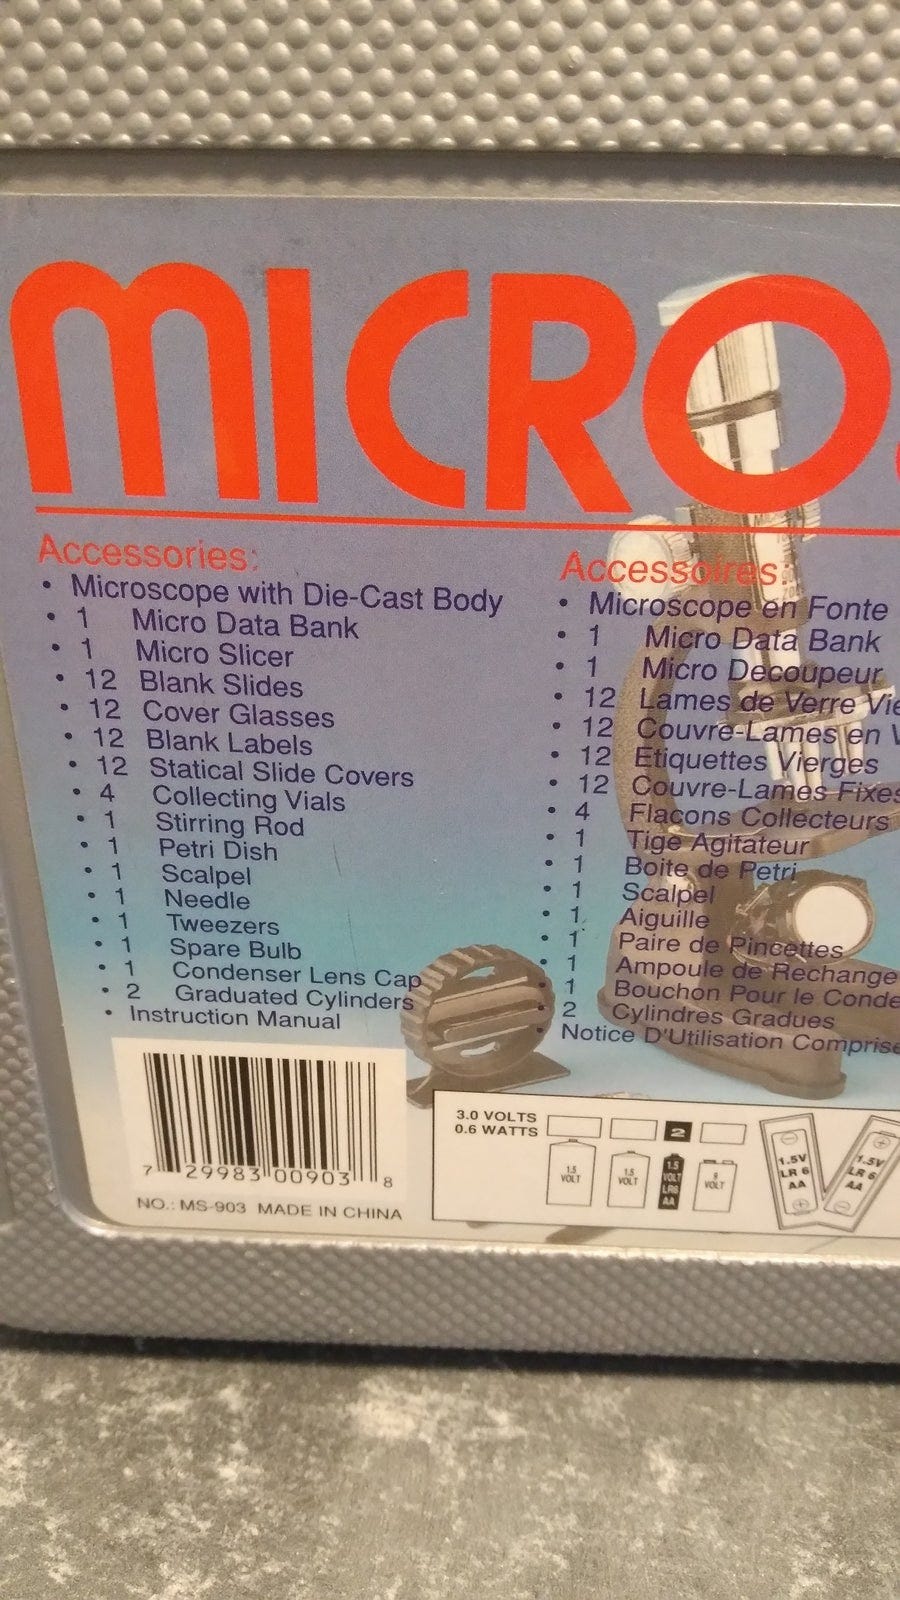 MICRO
Accessories:
• Microscope with Die-Cast Body
• 1 Micro Data Bank
• 1 Micro Slicer
• 12 Blank Slides
• 12 Cover Glasses
• 12 Blank Labels
• 12 Statical Slide Covers
• 4 Collecting Vials
• 1 Stirring Rod
• 1 Petri Dish
• 1 Scalpel
• 1 Needle
• 1 Tweezers
• 1 Spare Bulb
• 1 Condenser Lens Cap
• 2 Graduated Cylinders
• Instruction Manual
Accessoires:
• Microscope en Fonte
• 1 Micro Data Bank
• 1 Micro Decoupeur
• 12 Lames de Verre Vie
• 12 Couvre-Lames en V
• 12 Etiquettes Vierges
• 12 Couvre-Lames Fixes
• 4 Flacons Collecteurs
• 1 Tige Agitateur
• 1 Boite de Petri
• 1 Scalpel
• 1 Aiguille
• 1 Paire de Pincettes
• 1 Ampoule de Rechange
• 1 Bouchon Pour le Conde
• 2 Cylindres Gradues
• Notice D'Utilisation Comprise
7 29983 00903 8
NO.: MS-903 MADE IN CHINA
3.0 VOLTS
0.6 WATTS
2
1.5 VOLT
1.5 VOLT
1.5 VOLT LR6 AA
9 VOLT
1.5V LR 6 AA
1.5V LR 6 AA